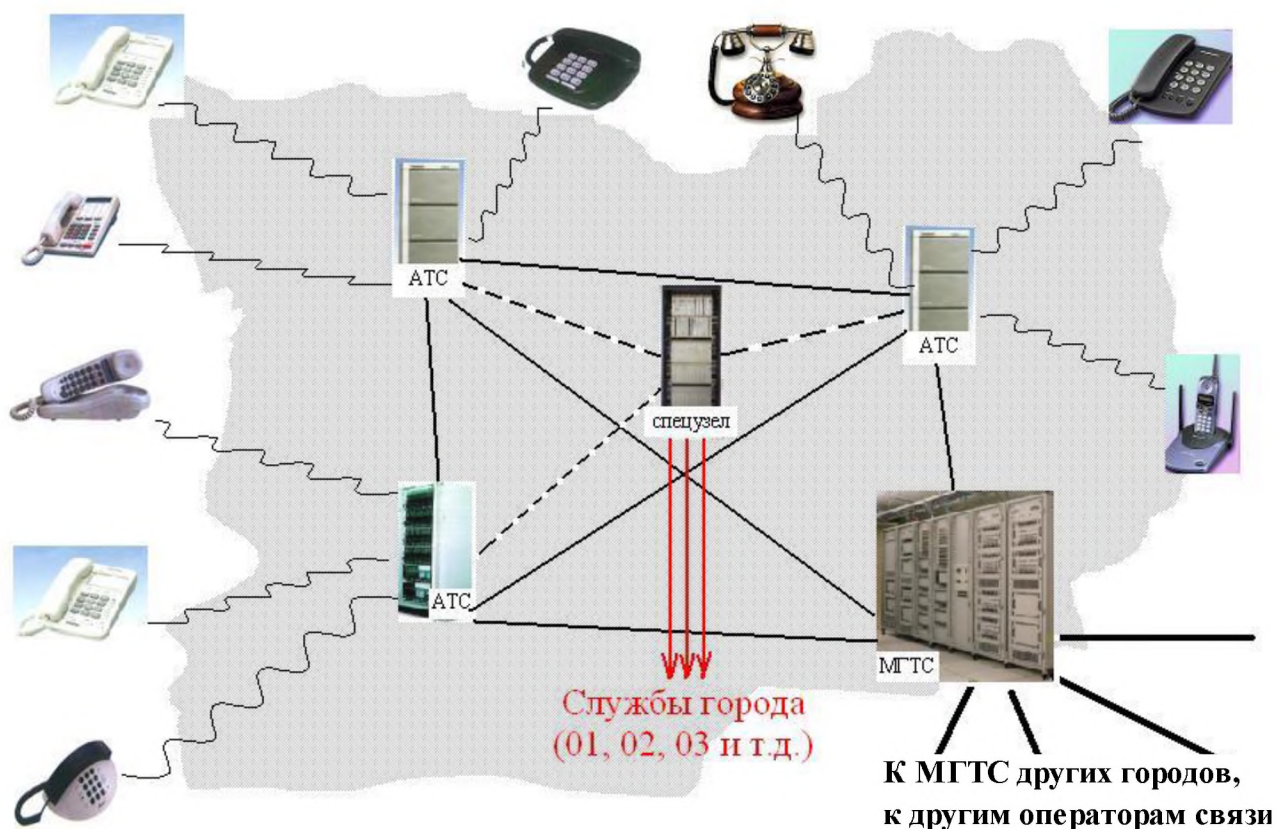 АТС
АТС
спецузел
АТС
МГТС
Службы города
(01, 02, 03 и т.д.)
К МГТС других городов,
к другим операторам связи